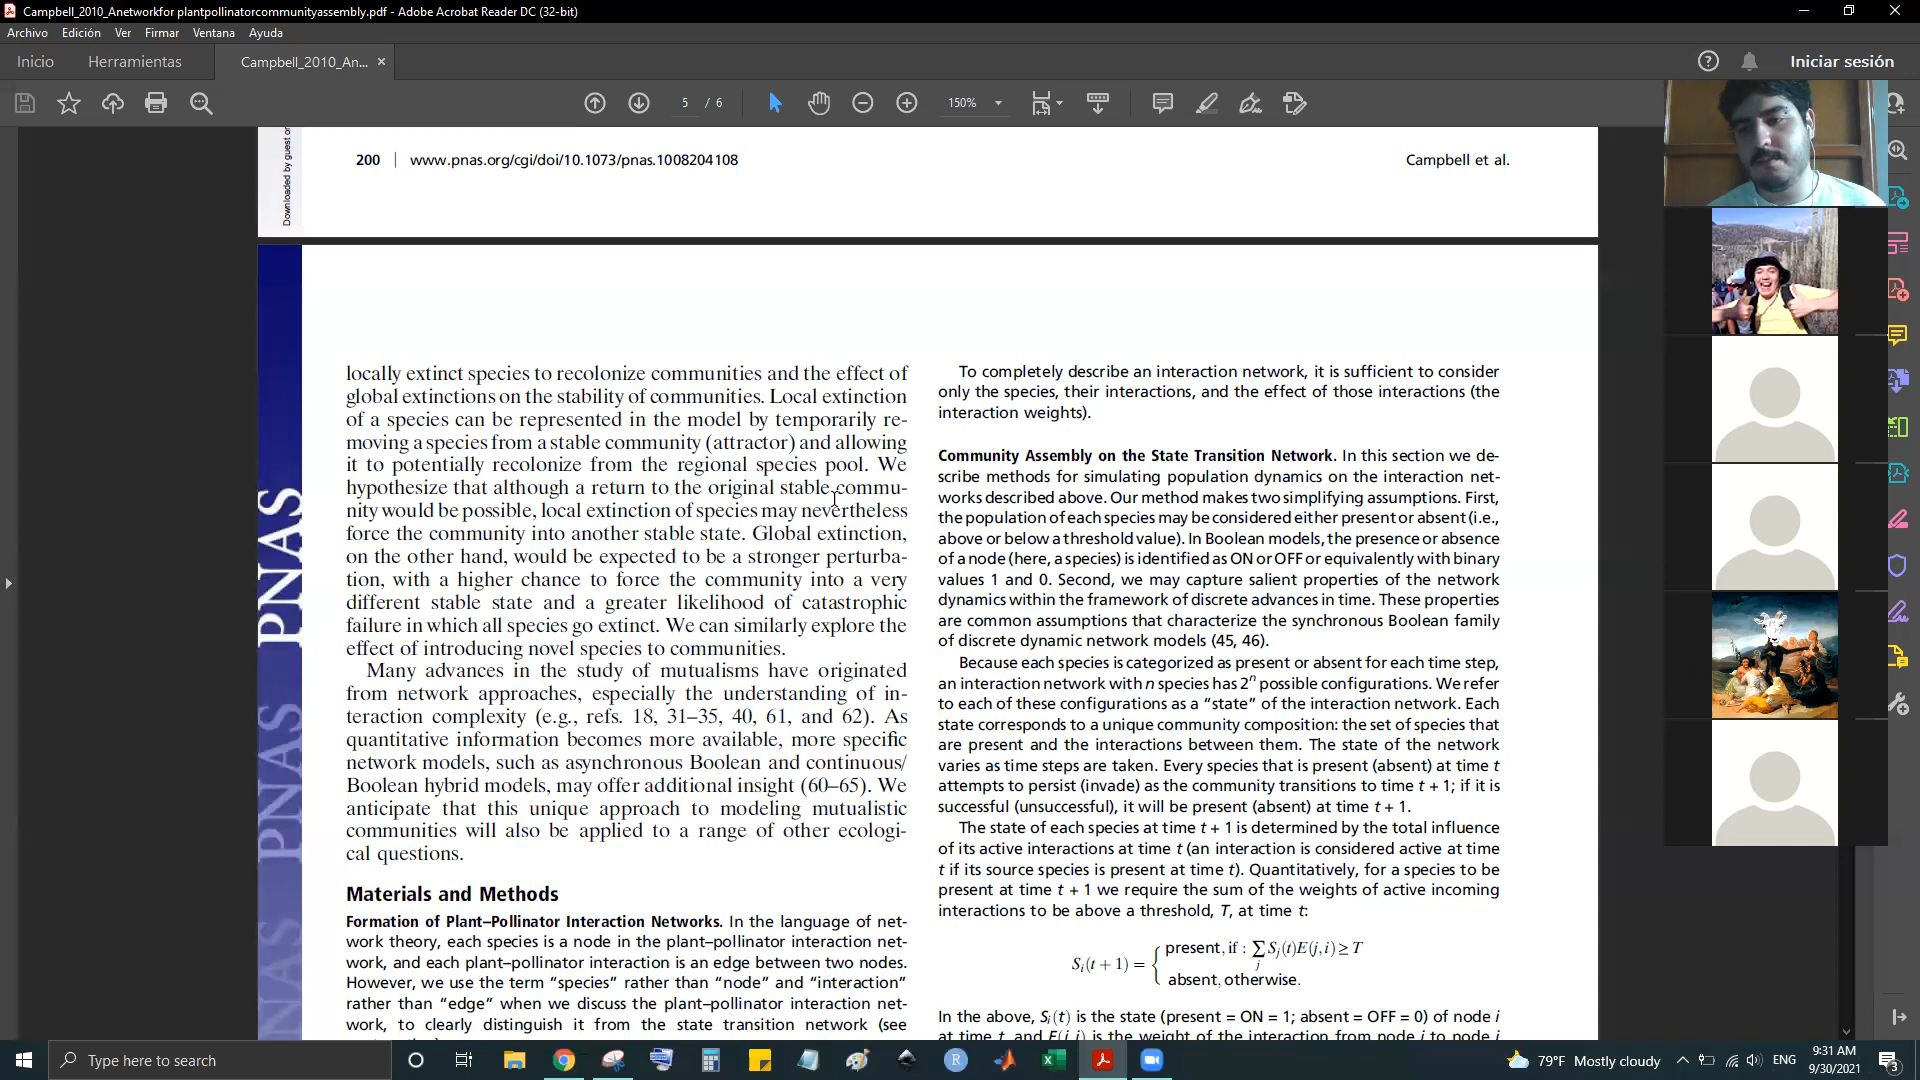 Campbell_2010_Anetworkfor plantpollinatorcommunityassembly.pdf - Adobe Acrobat Reader DC (32-bit)
Archivo Edición Ver Firmar Ventana Ayuda
Inicio Herramientas Campbell_2010_An... × Iniciar sesión
5 / 6 150%
Downloaded by guest on
200 | www.pnas.org/cgi/doi/10.1073/pnas.1008204108 Campbell et al.
PNAS PNAS PNAS
locally extinct species to recolonize communities and the effect of
global extinctions on the stability of communities. Local extinction
of a species can be represented in the model by temporarily re-
moving a species from a stable community (attractor) and allowing
it to potentially recolonize from the regional species pool. We
hypothesize that although a return to the original stable commu-
nity would be possible, local extinction of species may nevertheless
force the community into another stable state. Global extinction,
on the other hand, would be expected to be a stronger perturba-
tion, with a higher chance to force the community into a very
different stable state and a greater likelihood of catastrophic
failure in which all species go extinct. We can similarly explore the
effect of introducing novel species to communities.
Many advances in the study of mutualisms have originated
from network approaches, especially the understanding of in-
teraction complexity (e.g., refs. 18, 31–35, 40, 61, and 62). As
quantitative information becomes more available, more specific
network models, such as asynchronous Boolean and continuous/
Boolean hybrid models, may offer additional insight (60–65). We
anticipate that this unique approach to modeling mutualistic
communities will also be applied to a range of other ecologi-
cal questions.
Materials and Methods
Formation of Plant–Pollinator Interaction Networks. In the language of net-
work theory, each species is a node in the plant–pollinator interaction net-
work, and each plant–pollinator interaction is an edge between two nodes.
However, we use the term “species” rather than “node” and “interaction”
rather than “edge” when we discuss the plant–pollinator interaction net-
work, to clearly distinguish it from the state transition network (see
To completely describe an interaction network, it is sufficient to consider
only the species, their interactions, and the effect of those interactions (the
interaction weights).
Community Assembly on the State Transition Network. In this section we de-
scribe methods for simulating population dynamics on the interaction net-
works described above. Our method makes two simplifying assumptions. First,
the population of each species may be considered either present or absent (i.e.,
above or below a threshold value). In Boolean models, the presence or absence
of a node (here, a species) is identified as ON or OFF or equivalently with binary
values 1 and 0. Second, we may capture salient properties of the network
dynamics within the framework of discrete advances in time. These properties
are common assumptions that characterize the synchronous Boolean family
of discrete dynamic network models (45, 46).
Because each species is categorized as present or absent for each time step,
an interaction network with n species has 2ⁿ possible configurations. We refer
to each of these configurations as a “state” of the interaction network. Each
state corresponds to a unique community composition: the set of species that
are present and the interactions between them. The state of the network
varies as time steps are taken. Every species that is present (absent) at time t
attempts to persist (invade) as the community transitions to time t + 1; if it is
successful (unsuccessful), it will be present (absent) at time t + 1.
The state of each species at time t + 1 is determined by the total influence
of its active interactions at time t (an interaction is considered active at time
t if its source species is present at time t). Quantitatively, for a species to be
present at time t + 1 we require the sum of the weights of active incoming
interactions to be above a threshold, T, at time t:
Sᵢ(t + 1) = { present, if : ∑ⱼ Sⱼ(t)E(j, i) ≥ T
absent, otherwise.
In the above, Sᵢ(t) is the state (present = ON = 1; absent = OFF = 0) of node i
at time t, and E(j, i) is the weight of the interaction from node j to node i
Type here to search
79°F Mostly cloudy ENG 9:31 AM
9/30/2021 3